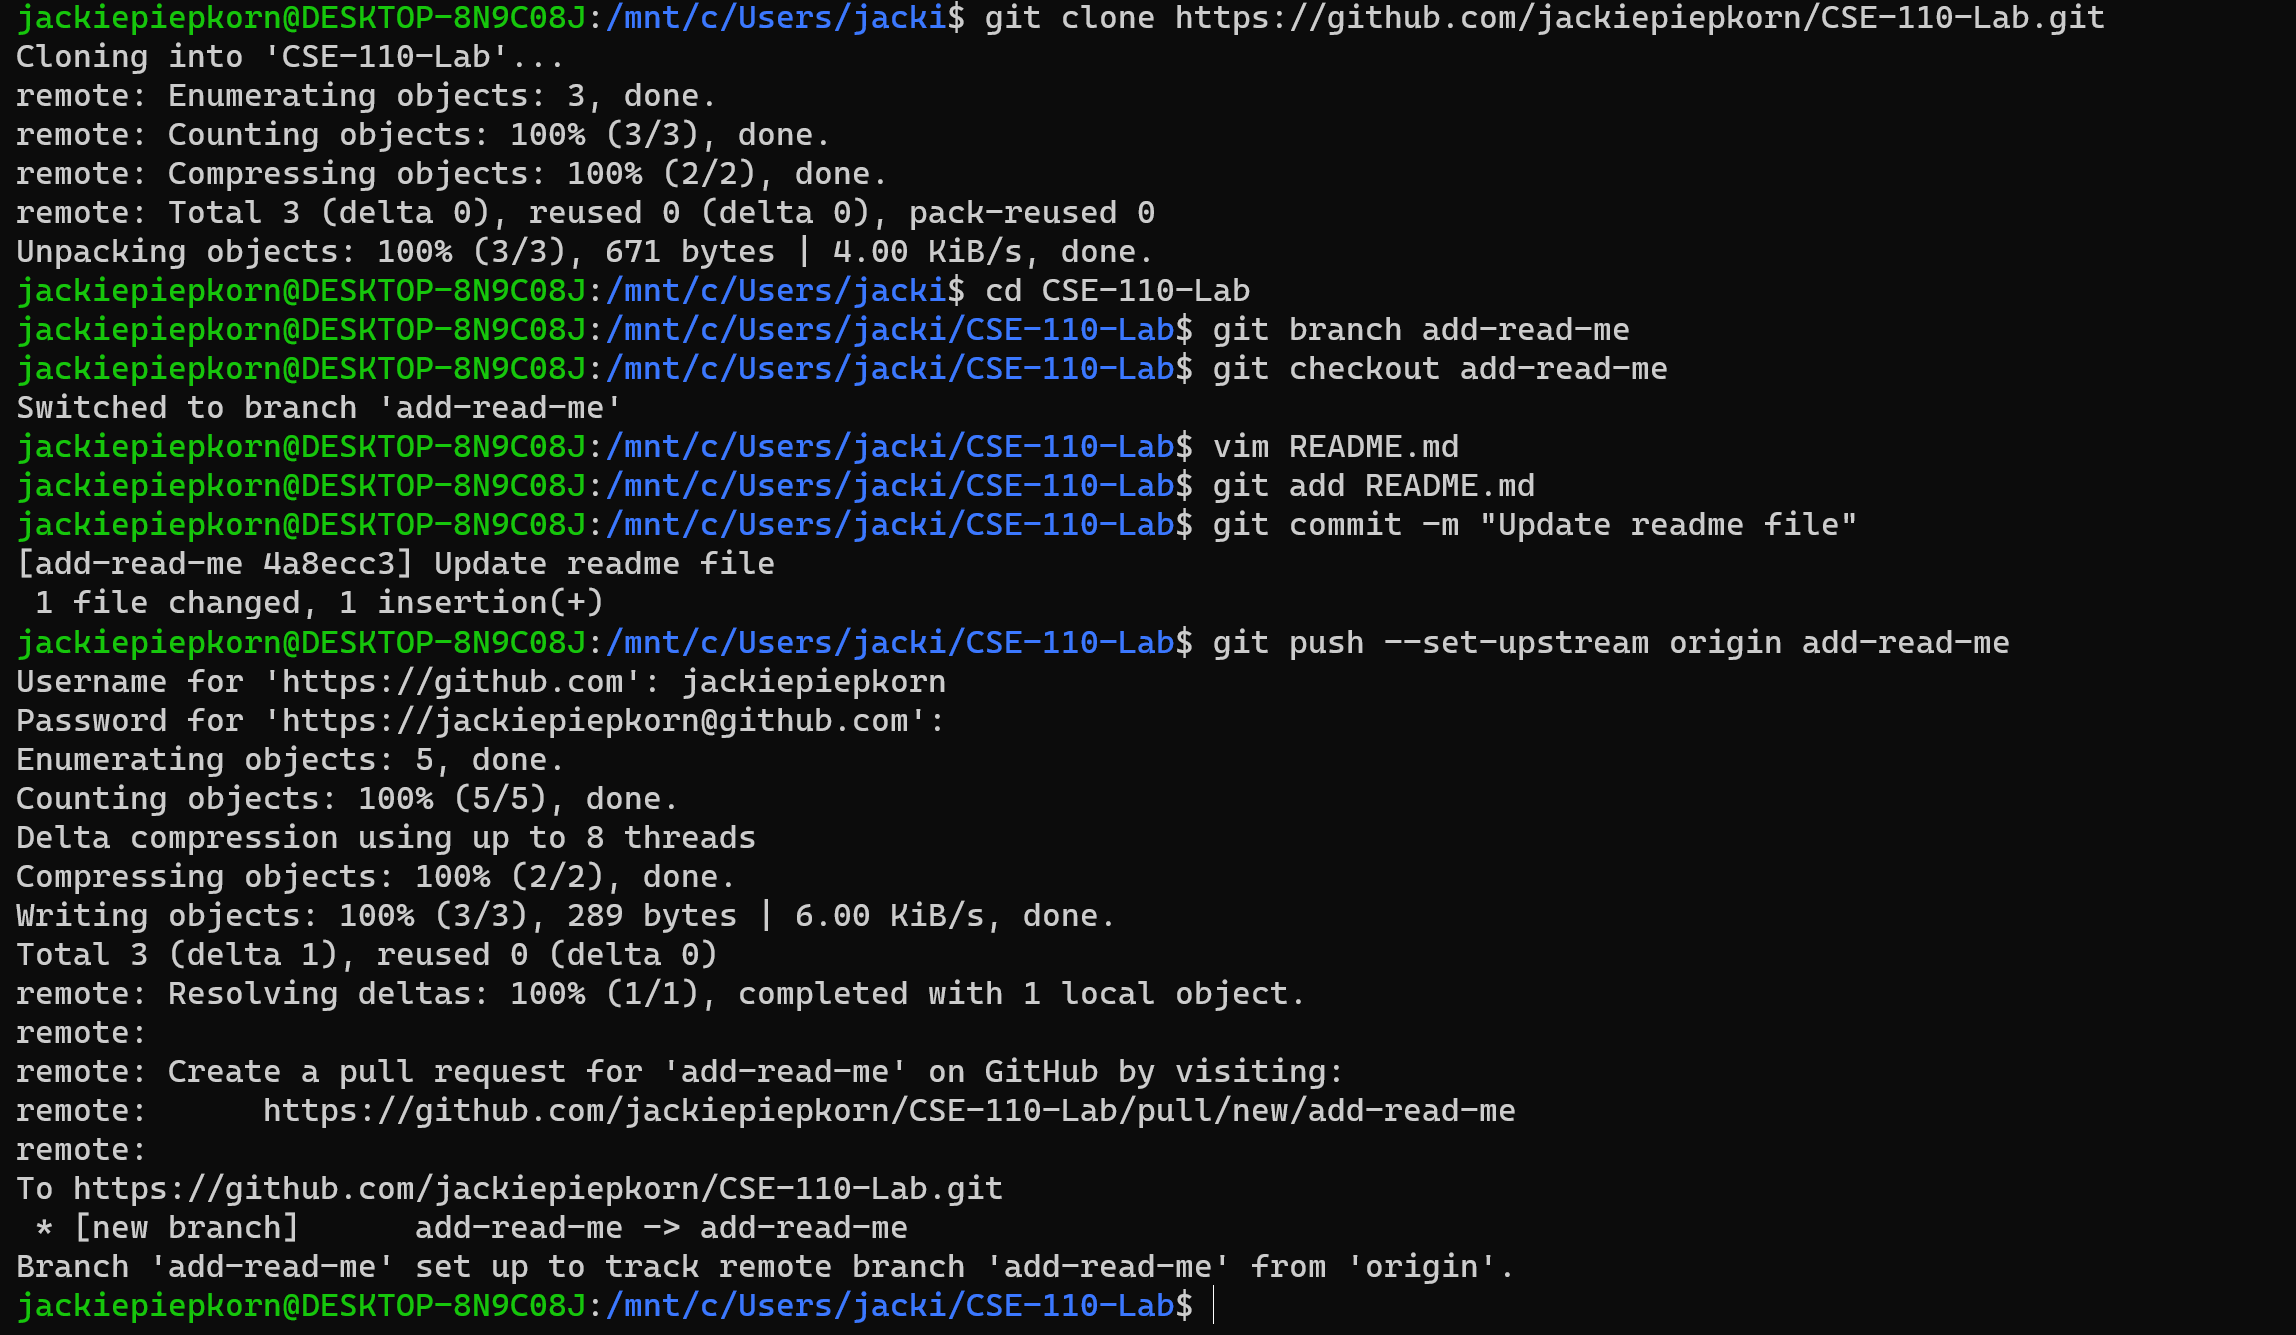 jackiepiepkorn@DESKTOP-8N9C08J:/mnt/c/Users/jacki$ git clone https://github.com/jackiepiepkorn/CSE-110-Lab.git
Cloning into 'CSE-110-Lab'...
remote: Enumerating objects: 3, done.
remote: Counting objects: 100% (3/3), done.
remote: Compressing objects: 100% (2/2), done.
remote: Total 3 (delta 0), reused 0 (delta 0), pack-reused 0
Unpacking objects: 100% (3/3), 671 bytes | 4.00 KiB/s, done.
jackiepiepkorn@DESKTOP-8N9C08J:/mnt/c/Users/jacki$ cd CSE-110-Lab
jackiepiepkorn@DESKTOP-8N9C08J:/mnt/c/Users/jacki/CSE-110-Lab$ git branch add-read-me
jackiepiepkorn@DESKTOP-8N9C08J:/mnt/c/Users/jacki/CSE-110-Lab$ git checkout add-read-me
Switched to branch 'add-read-me'
jackiepiepkorn@DESKTOP-8N9C08J:/mnt/c/Users/jacki/CSE-110-Lab$ vim README.md
jackiepiepkorn@DESKTOP-8N9C08J:/mnt/c/Users/jacki/CSE-110-Lab$ git add README.md
jackiepiepkorn@DESKTOP-8N9C08J:/mnt/c/Users/jacki/CSE-110-Lab$ git commit -m "Update readme file"
[add-read-me 4a8ecc3] Update readme file
 1 file changed, 1 insertion(+)
jackiepiepkorn@DESKTOP-8N9C08J:/mnt/c/Users/jacki/CSE-110-Lab$ git push --set-upstream origin add-read-me
Username for 'https://github.com': jackiepiepkorn
Password for 'https://jackiepiepkorn@github.com':
Enumerating objects: 5, done.
Counting objects: 100% (5/5), done.
Delta compression using up to 8 threads
Compressing objects: 100% (2/2), done.
Writing objects: 100% (3/3), 289 bytes | 6.00 KiB/s, done.
Total 3 (delta 1), reused 0 (delta 0)
remote: Resolving deltas: 100% (1/1), completed with 1 local object.
remote:
remote: Create a pull request for 'add-read-me' on GitHub by visiting:
remote:      https://github.com/jackiepiepkorn/CSE-110-Lab/pull/new/add-read-me
remote:
To https://github.com/jackiepiepkorn/CSE-110-Lab.git
 * [new branch]      add-read-me -> add-read-me
Branch 'add-read-me' set up to track remote branch 'add-read-me' from 'origin'.
jackiepiepkorn@DESKTOP-8N9C08J:/mnt/c/Users/jacki/CSE-110-Lab$